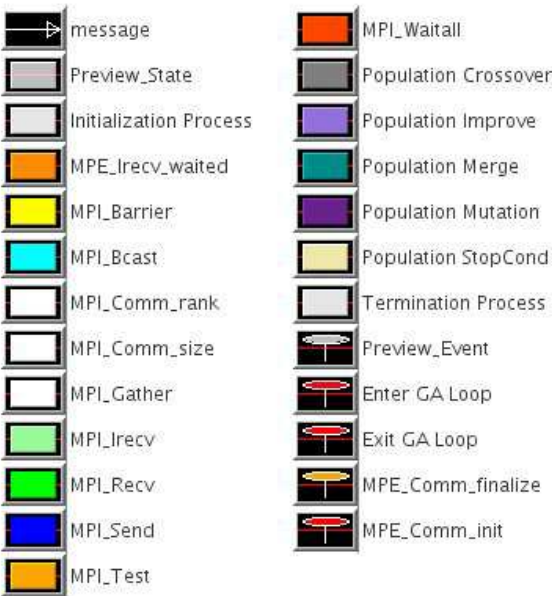 message
Preview_State
Initialization Process
MPE_Irecv_waited
MPI_Barrier
MPI_Bcast
MPI_Comm_rank
MPI_Comm_size
MPI_Gather
MPI_Irecv
MPI_Recv
MPI_Send
MPI_Test
MPI_Waitall
Population Crossover
Population Improve
Population Merge
Population Mutation
Population StopCond
Termination Process
Preview_Event
Enter GA Loop
Exit GA Loop
MPE_Comm_finalize
MPE_Comm_init